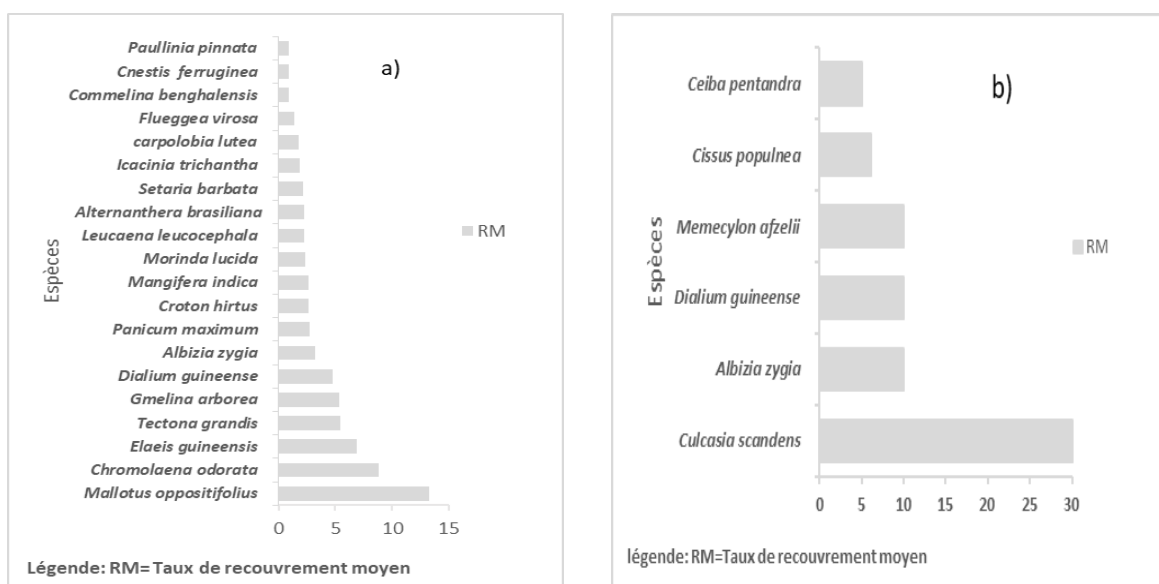 a)
Paullinia pinnata
Cnestis ferruginea
Commelina benghalensis
Flueggea virosa
carpolobia lutea
Icacinia trichantha
Setaria barbata
Alternanthera brasiliana
Leucaena leucocephala
Morinda lucida
Mangifera indica
Croton hirtus
Panicum maximum
Albizia zygia
Dialium guineense
Gmelina arborea
Tectona grandis
Elaeis guineensis
Chromolaena odorata
Mallotus oppositifolius
Espèces
RM
0 5 10 15
Légende: RM= Taux de recouvrement moyen
b)
Ceiba pentandra
Cissus populnea
Memecylon afzelii
Dialium guineense
Albizia zygia
Culcasia scandens
Espèces
RM
0 5 10 15 20 25 30
légende: RM=Taux de recouvrement moyen